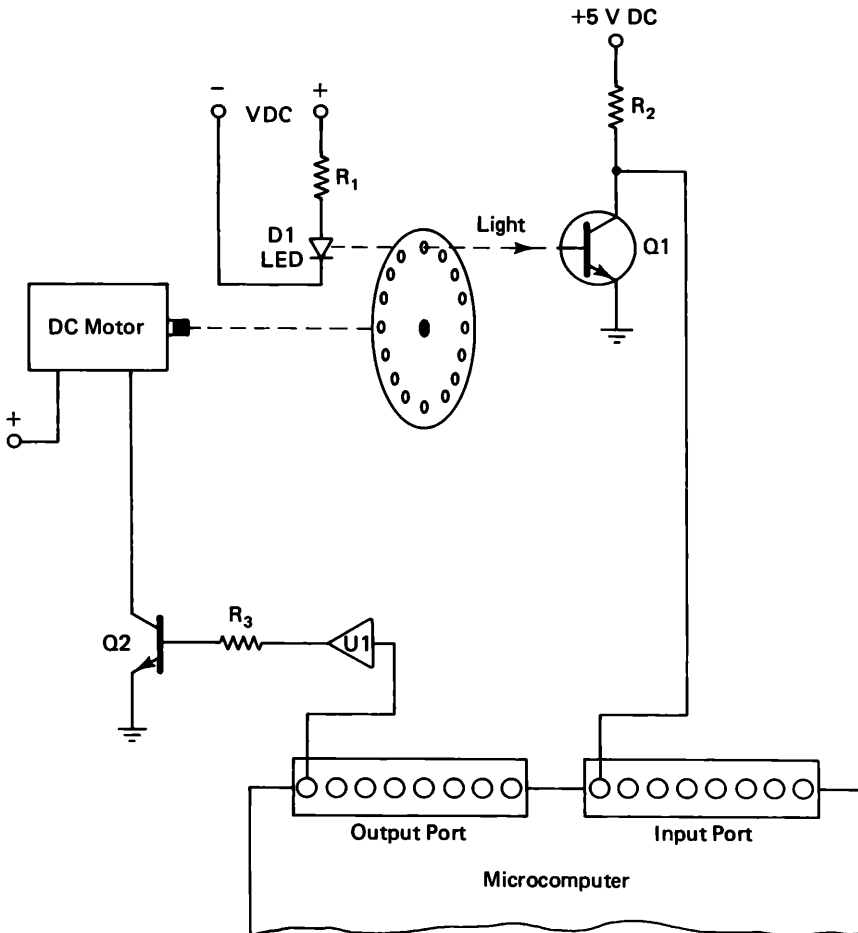 +5 V DC
R2
- VDC +
R1
D1
LED
Light
Q1
DC Motor
+
Q2
R3
U1
Output Port
Input Port
Microcomputer